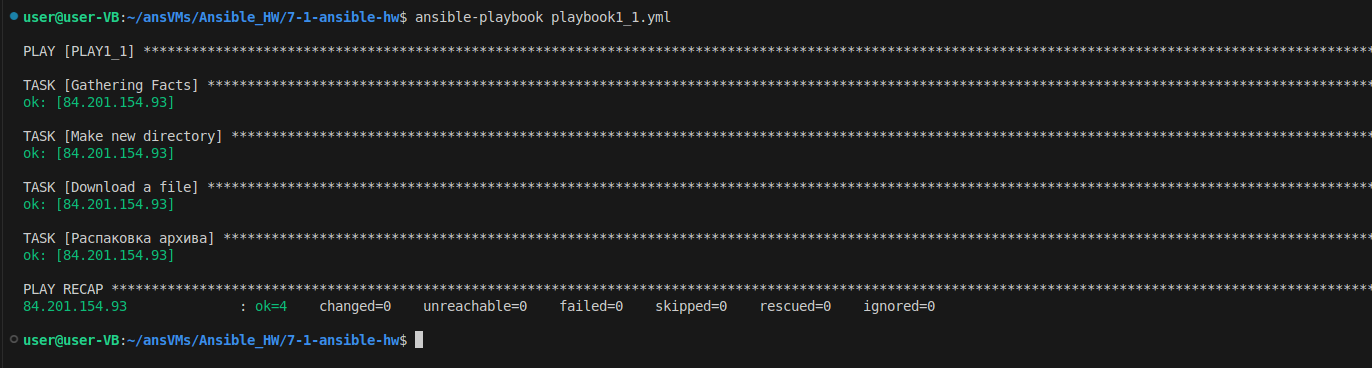 user@user-VB:~/ansVMs/Ansible_HW/7-1-ansible-hw$ ansible-playbook playbook1_1.yml
PLAY [PLAY1_1] ****************************************************************************************************************************************************
TASK [Gathering Facts] ********************************************************************************************************************************************
ok: [84.201.154.93]
TASK [Make new directory] *****************************************************************************************************************************************
ok: [84.201.154.93]
TASK [Download a file] ********************************************************************************************************************************************
ok: [84.201.154.93]
TASK [Распаковка архива] ******************************************************************************************************************************************
ok: [84.201.154.93]
PLAY RECAP ********************************************************************************************************************************************************
84.201.154.93              : ok=4    changed=0    unreachable=0    failed=0    skipped=0    rescued=0    ignored=0
user@user-VB:~/ansVMs/Ansible_HW/7-1-ansible-hw$